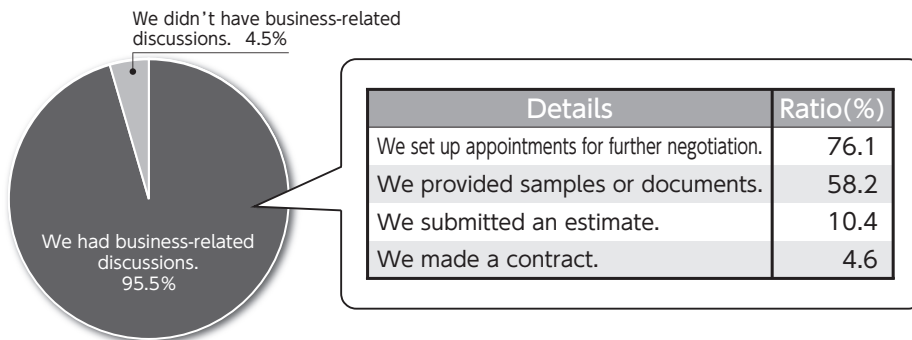 We didn't have business-related
discussions. 4.5%
We had business-related
discussions.
95.5%
Details Ratio(%)
We set up appointments for further negotiation. 76.1
We provided samples or documents. 58.2
We submitted an estimate. 10.4
We made a contract. 4.6